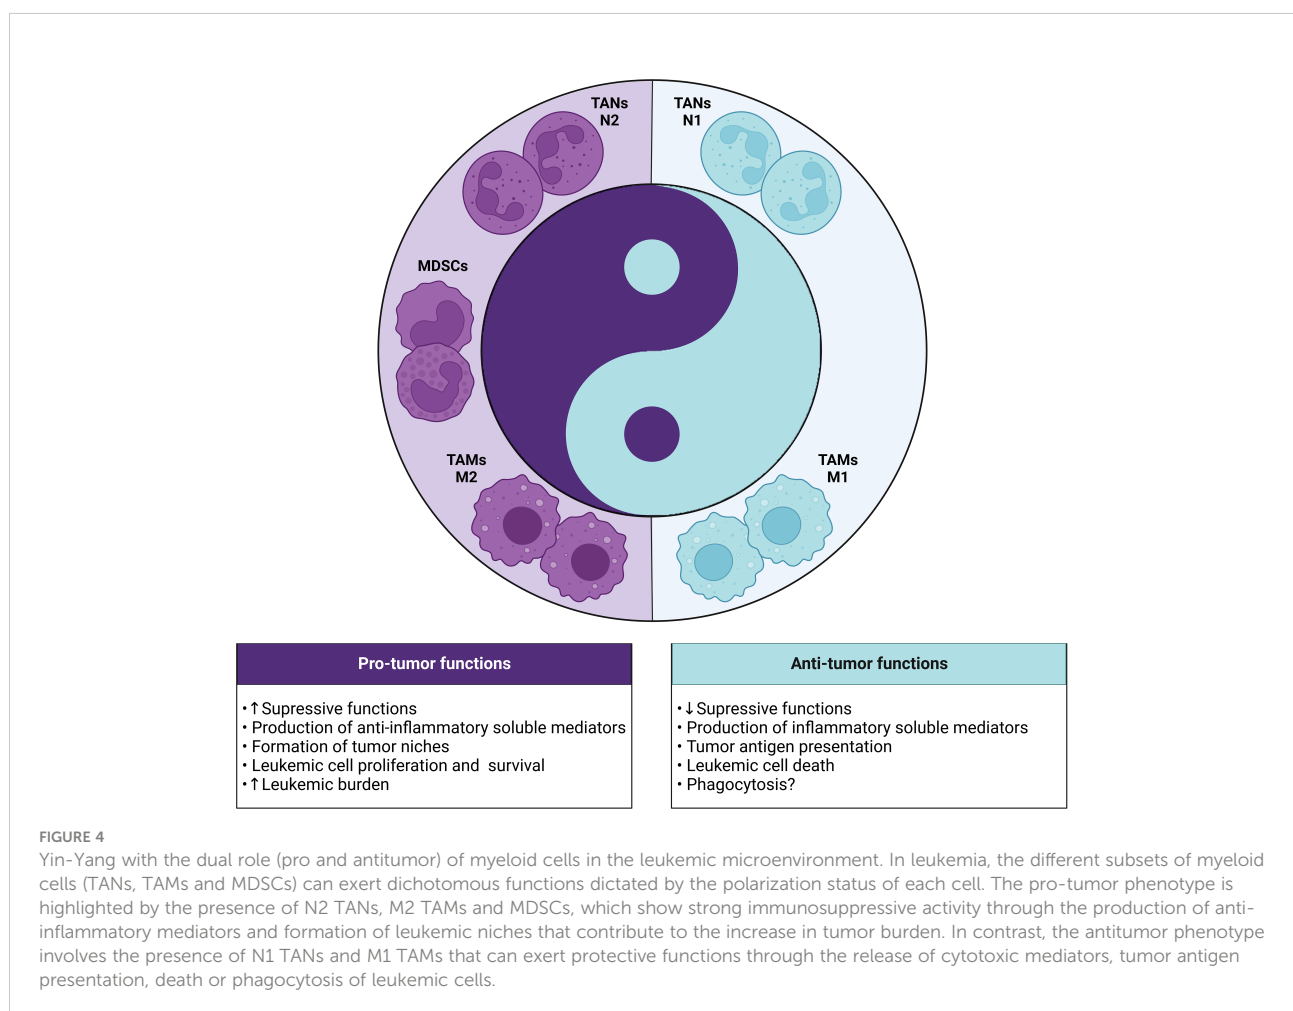 TANs
N2
TANs
N1
MDSCs
TAMs
M2
TAMs
M1
Pro-tumor functions
• ↑ Supressive functions
• Production of anti-inflammatory soluble mediators
• Formation of tumor niches
• Leukemic cell proliferation and  survival
• ↑ Leukemic burden
Anti-tumor functions
• ↓ Supressive functions
• Production of inflammatory soluble mediators
• Tumor antigen presentation
• Leukemic cell death
• Phagocytosis?
FIGURE 4
Yin-Yang with the dual role (pro and antitumor) of myeloid cells in the leukemic microenvironment. In leukemia, the different subsets of myeloid
cells (TANs, TAMs and MDSCs) can exert dichotomous functions dictated by the polarization status of each cell. The pro-tumor phenotype is
highlighted by the presence of N2 TANs, M2 TAMs and MDSCs, which show strong immunosuppressive activity through the production of anti-
inflammatory mediators and formation of leukemic niches that contribute to the increase in tumor burden. In contrast, the antitumor phenotype
involves the presence of N1 TANs and M1 TAMs that can exert protective functions through the release of cytotoxic mediators, tumor antigen
presentation, death or phagocytosis of leukemic cells.